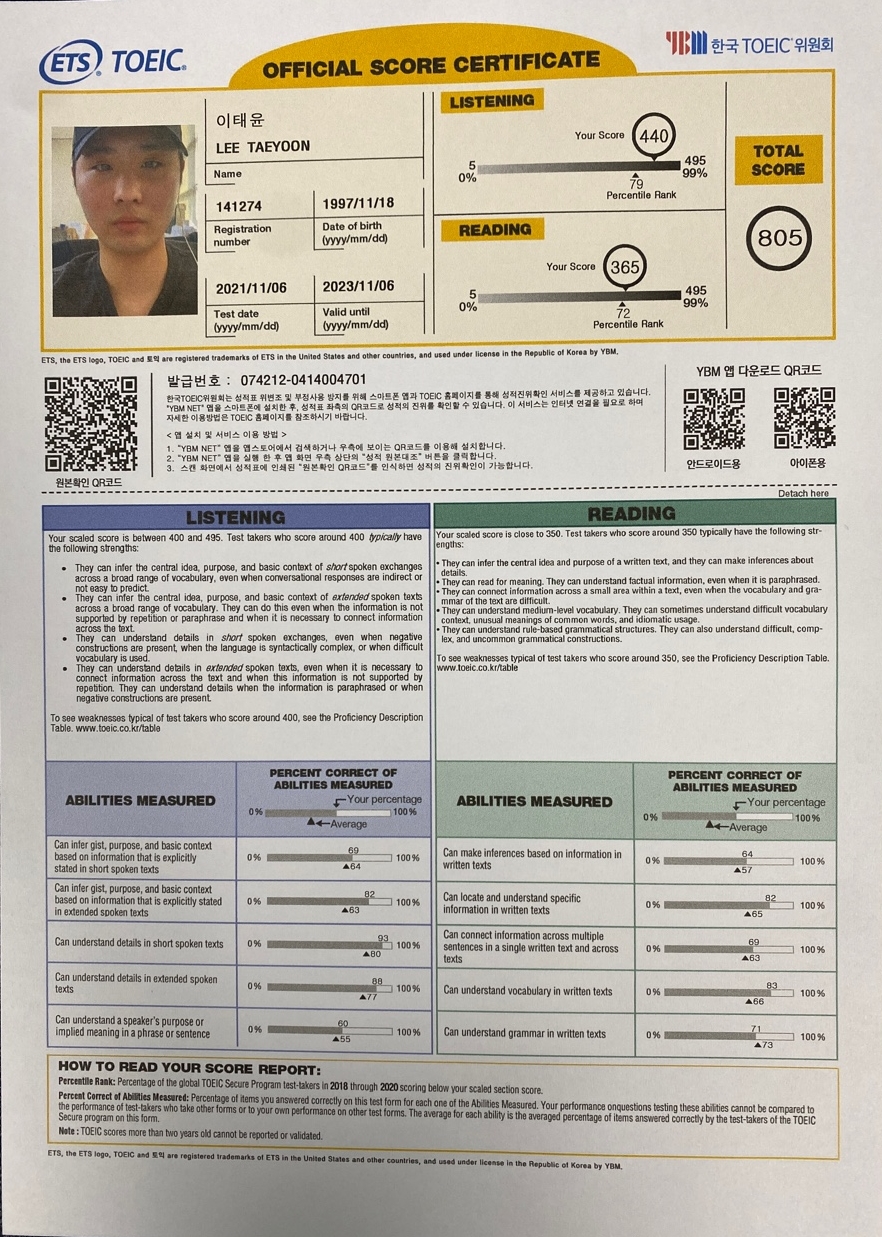 ETS TOEIC
OFFICIAL SCORE CERTIFICATE
YBM 한국TOEIC위원회
이태윤
LEE TAEYOON
Name
141274
Registration
number
1997/11/18
Date of birth
(yyyy/mm/dd)
2021/11/06
Test date
(yyyy/mm/dd)
2023/11/06
Valid until
(yyyy/mm/dd)
LISTENING
Your Score 440
5 495
0% 99%
79
Percentile Rank
READING
Your Score 365
5 495
0% 99%
72
Percentile Rank
TOTAL
SCORE
805
ETS, the ETS logo, TOEIC and 토익 are registered trademarks of ETS in the United States and other countries, and used under license in the Republic of Korea by YBM.
원본확인 QR코드
발급번호 : 074212-0414004701
한국TOEIC위원회는 성적표 위변조 및 부정사용 방지를 위해 스마트폰 앱과 TOEIC 홈페이지를 통해 성적진위확인 서비스를 제공하고 있습니다.
"YBM NET" 앱을 스마트폰에 설치한 후, 성적표 좌측의 QR코드로 성적의 진위를 확인할 수 있습니다. 이 서비스는 인터넷 연결을 필요로 하며
자세한 이용방법은 TOEIC 홈페이지를 참조하시기 바랍니다.
< 앱 설치 및 서비스 이용 방법 >
1. "YBM NET" 앱을 앱스토어에서 검색하거나 우측에 보이는 QR코드를 이용해 설치합니다.
2. "YBM NET" 앱을 실행 한 후 앱 화면 우측 상단의 "성적 원본대조" 버튼을 클릭합니다.
3. 스캔 화면에서 성적표에 인쇄된 "원본확인 QR코드"를 인식하면 성적의 진위확인이 가능합니다.
YBM 앱 다운로드 QR코드
안드로이드용 아이폰용
Detach here
LISTENING
Your scaled score is between 400 and 495. Test takers who score around 400 typically have
the following strengths:
• They can infer the central idea, purpose, and basic context of short spoken exchanges
across a broad range of vocabulary, even when conversational responses are indirect or
not easy to predict.
• They can infer the central idea, purpose, and basic context of extended spoken texts
across a broad range of vocabulary. They can do this even when the information is not
supported by repetition or paraphrase and when it is necessary to connect information
across the text.
• They can understand details in short spoken exchanges, even when negative
constructions are present, when the language is syntactically complex, or when difficult
vocabulary is used.
• They can understand details in extended spoken texts, even when it is necessary to
connect information across the text and when this information is not supported by
repetition. They can understand details when the information is paraphrased or when
negative constructions are present.
To see weaknesses typical of test takers who score around 400, see the Proficiency Description
Table. www.toeic.co.kr/table
READING
Your scaled score is close to 350. Test takers who score around 350 typically have the following str-
engths:
• They can infer the central idea and purpose of a written text, and they can make inferences about
details.
• They can read for meaning. They can understand factual information, even when it is paraphrased.
• They can connect information across a small area within a text, even when the vocabulary and gra-
mmar of the text are difficult.
• They can understand medium-level vocabulary. They can sometimes understand difficult vocabulary
context, unusual meanings of common words, and idiomatic usage.
• They can understand rule-based grammatical structures. They can also understand difficult, comp-
lex, and uncommon grammatical constructions.
To see weaknesses typical of test takers who score around 350, see the Proficiency Description Table.
www.toeic.co.kr/table
ABILITIES MEASURED
PERCENT CORRECT OF
ABILITIES MEASURED
Your percentage
0% 100%
Average
Can infer gist, purpose, and basic context
based on information that is explicitly
stated in short spoken texts
69
0% 100%
64
Can infer gist, purpose, and basic context
based on information that is explicitly stated
in extended spoken texts
82
0% 100%
63
Can understand details in short spoken texts
93
0% 100%
80
Can understand details in extended spoken
texts
88
0% 100%
77
Can understand a speaker's purpose or
implied meaning in a phrase or sentence
60
0% 100%
55
ABILITIES MEASURED
PERCENT CORRECT OF
ABILITIES MEASURED
Your percentage
0% 100%
Average
Can make inferences based on information in
written texts
64
0% 100%
57
Can locate and understand specific
information in written texts
82
0% 100%
65
Can connect information across multiple
sentences in a single written text and across
texts
69
0% 100%
63
Can understand vocabulary in written texts
83
0% 100%
66
Can understand grammar in written texts
71
0% 100%
73
HOW TO READ YOUR SCORE REPORT:
Percentile Rank: Percentage of the global TOEIC Secure Program test-takers in 2018 through 2020 scoring below your scaled section score.
Percent Correct of Abilities Measured: Percentage of items you answered correctly on this test form for each one of the Abilities Measured. Your performance onquestions testing these abilities cannot be compared to
the performance of test-takers who take other forms or to your own performance on other test forms. The average for each ability is the averaged percentage of items answered correctly by the test-takers of the TOEIC
Secure program on this form.
Note : TOEIC scores more than two years old cannot be reported or validated.
ETS, the ETS logo, TOEIC and 토익 are registered trademarks of ETS in the United States and other countries, and used under license in the Republic of Korea by YBM.